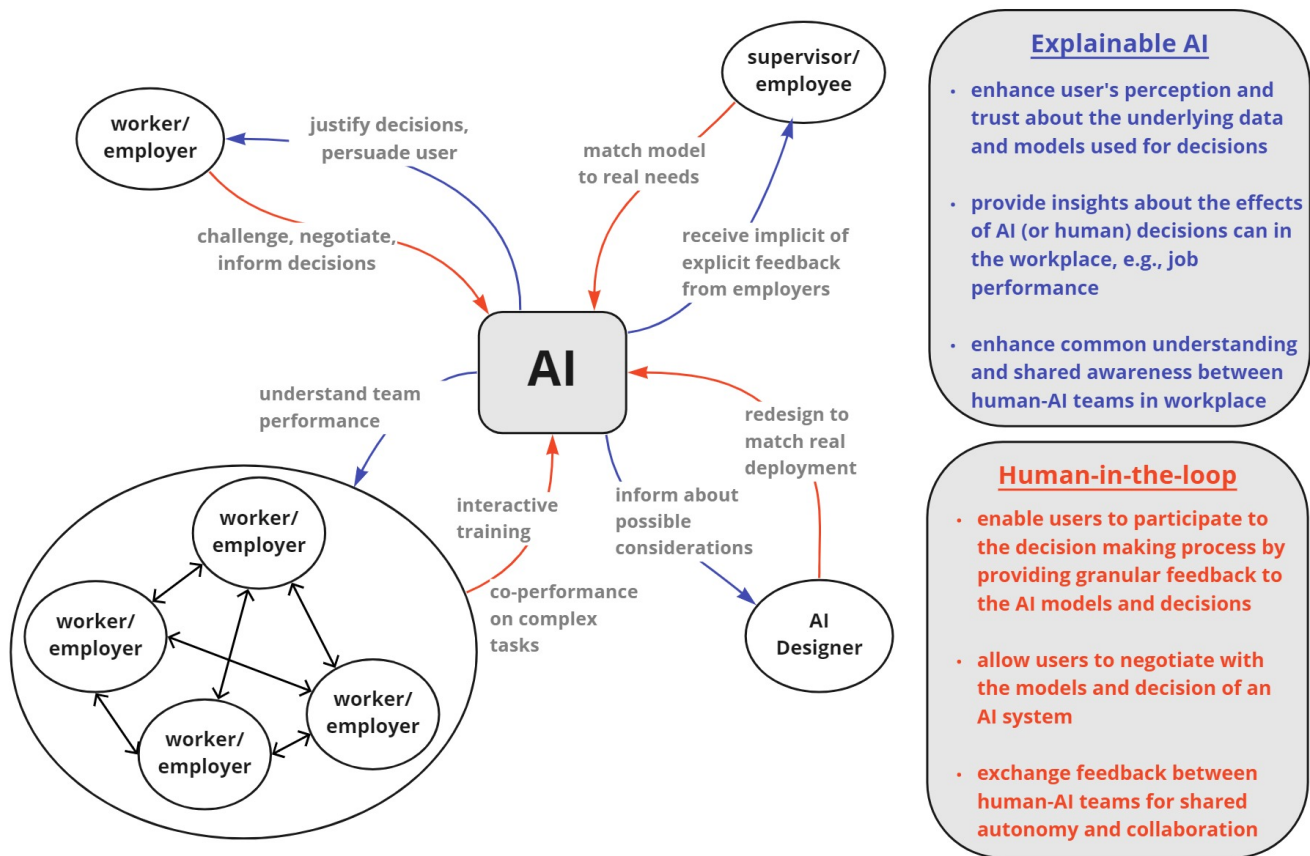 supervisor/
employee
worker/
employer
justify decisions,
persuade user
match model
to real needs
challenge, negotiate,
inform decisions
receive implicit of
explicit feedback
from employers
AI
understand team
performance
redesign to
match real
deployment
interactive
training
inform about
possible
considerations
co-performance
on complex
tasks
worker/
employer
worker/
employer
worker/
employer
worker/
employer
AI
Designer
Explainable AI
• enhance user's perception and
trust about the underlying data
and models used for decisions
• provide insights about the effects
of AI (or human) decisions can in
the workplace, e.g., job
performance
• enhance common understanding
and shared awareness between
human-AI teams in workplace
Human-in-the-loop
• enable users to participate to
the decision making process by
providing granular feedback to
the AI models and decisions
• allow users to negotiate with
the models and decision of an
AI system
• exchange feedback between
human-AI teams for shared
autonomy and collaboration